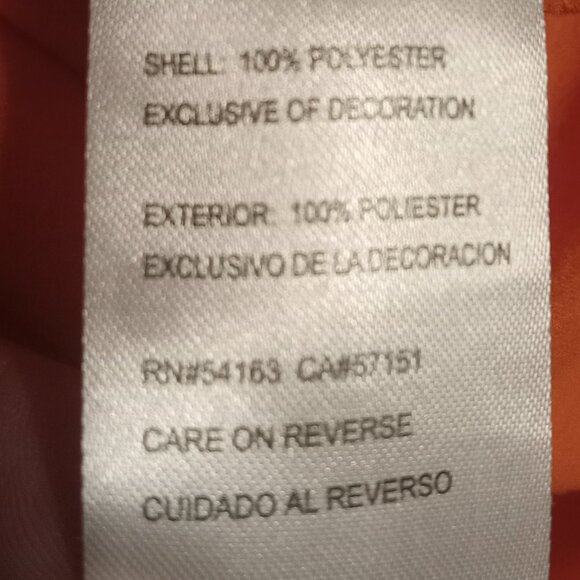 SHELL: 100% POLYESTER
EXCLUSIVE OF DECORATION
EXTERIOR: 100% POLIESTER
EXCLUSIVO DE LA DECORACION
RN#54163 CA#57151
CARE ON REVERSE
CUIDADO AL REVERSO